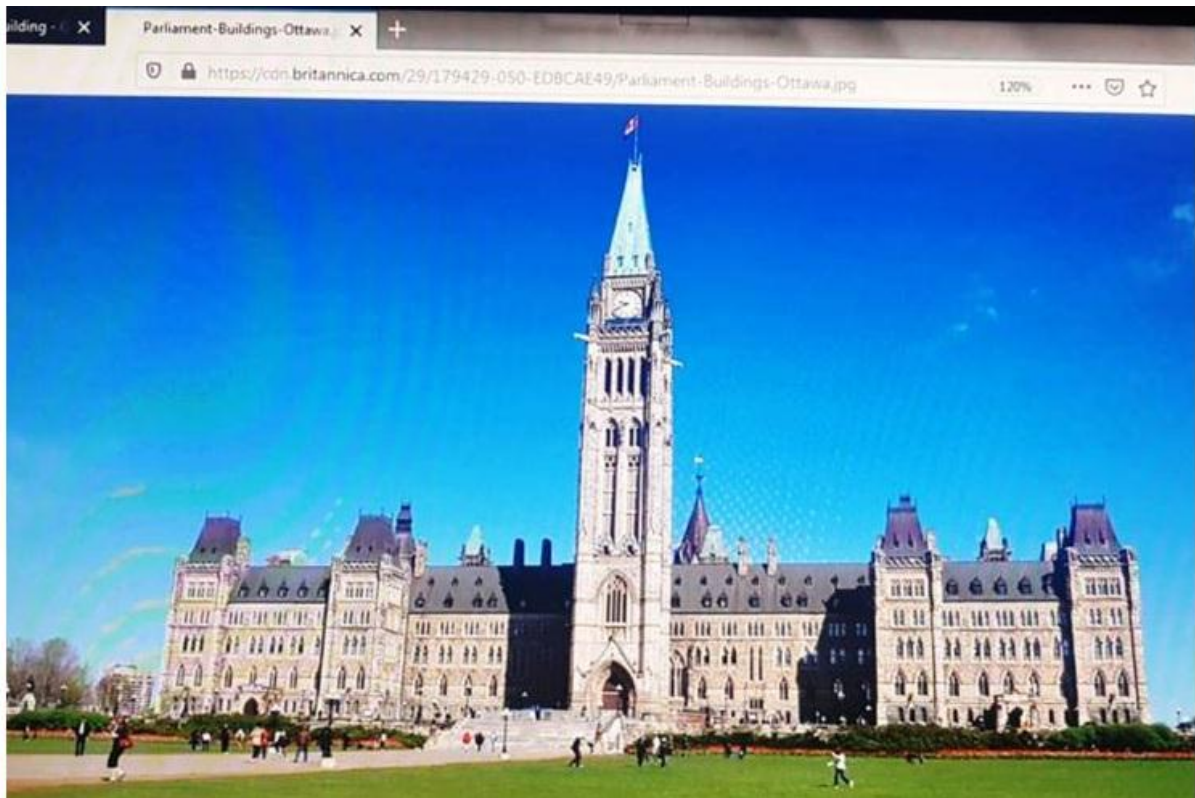 ilding -
Parliament-Buildings-Ottawa.
https://cdn.britannica.com/29/179429-050-EDBCAE49/Parliament-Buildings-Ottawa.jpg
120%